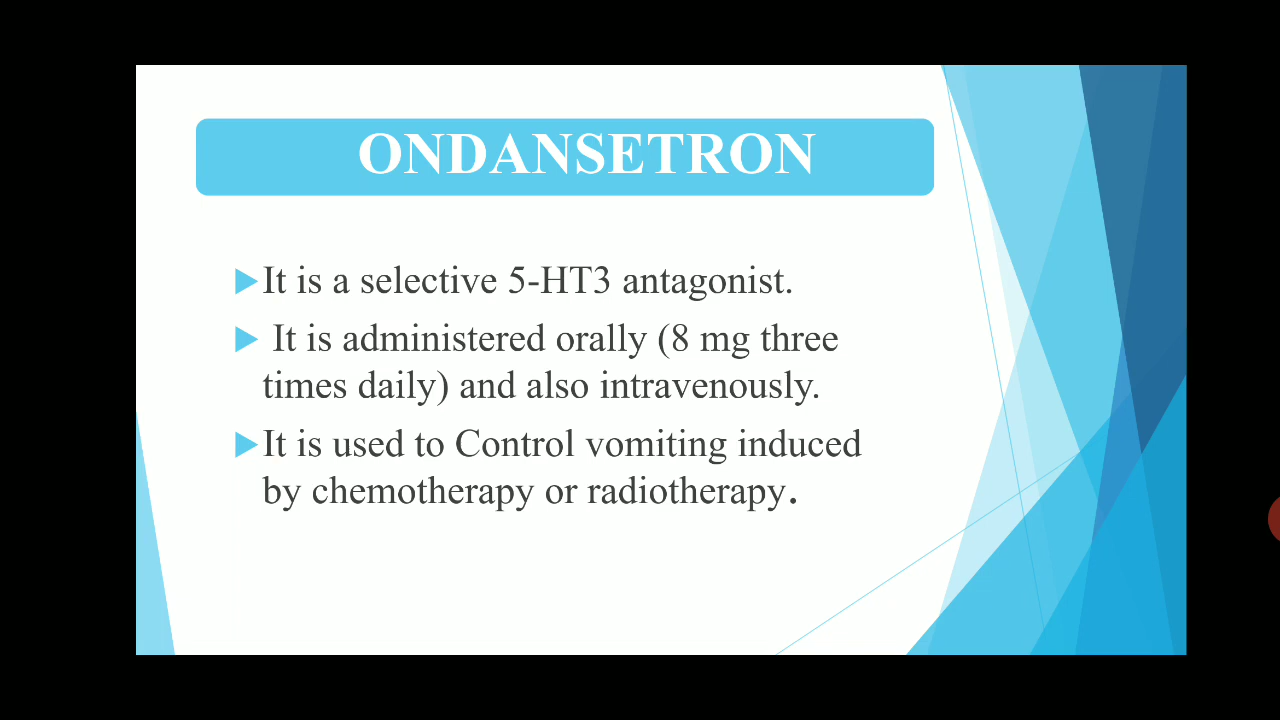 ONDANSETRON
It is a selective 5-HT3 antagonist.
It is administered orally (8 mg three
times daily) and also intravenously.
It is used to Control vomiting induced
by chemotherapy or radiotherapy.